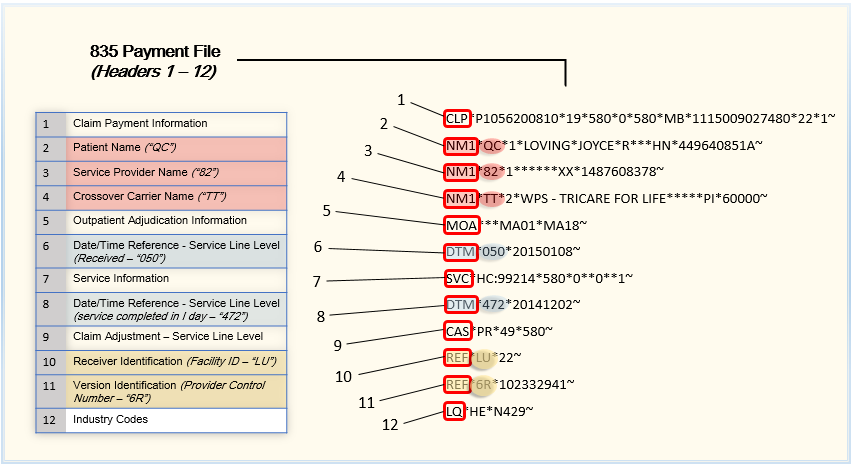 835 Payment File
(Headers 1 – 12)
1 Claim Payment Information
2 Patient Name (“QC”)
3 Service Provider Name (“82”)
4 Crossover Carrier Name (“TT”)
5 Outpatient Adjudication Information
6 Date/Time Reference - Service Line Level
(Received – “050”)
7 Service Information
8 Date/Time Reference - Service Line Level
(service completed in I day – “472”)
9 Claim Adjustment – Service Line Level
10 Receiver Identification (Facility ID – “LU”)
11 Version Identification (Provider Control
Number – “6R”)
12 Industry Codes
1 CLP*P1056200810*19*580*0*580*MB*1115009027480*22*1~
2 NM1*QC*1*LOVING*JOYCE*R***HN*449640851A~
3 NM1*82*1******XX*1487608378~
4 NM1*TT*2*WPS - TRICARE FOR LIFE*****PI*60000~
5 MOA***MA01*MA18~
6 DTM*050*20150108~
7 SVC*HC:99214*580*0**0**1~
8 DTM*472*20141202~
9 CAS*PR*49*580~
10 REF*LU*22~
11 REF*6R*102332941~
12 LQ*HE*N429~